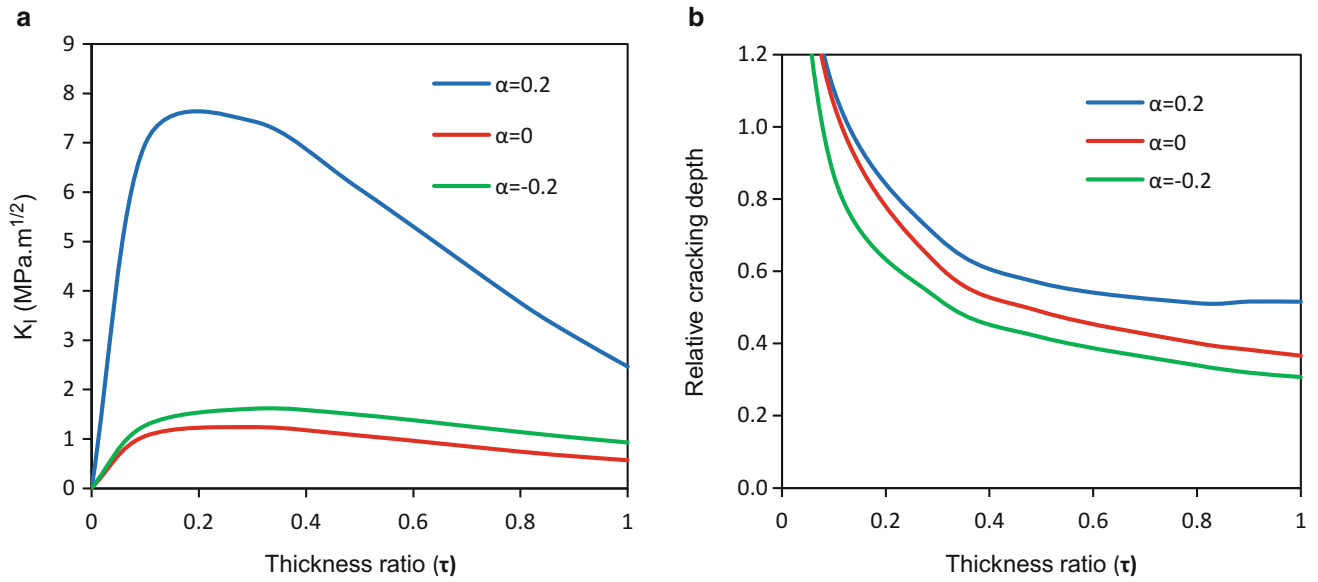 a
K_I (MPa.m^1/2)
9
8
7
6
5
4
3
2
1
0
0
0.2
0.4
0.6
0.8
1
Thickness ratio (τ)
α=0.2
α=0
α=-0.2
b
Relative cracking depth
1.2
1.0
0.8
0.6
0.4
0.2
0.0
0
0.2
0.4
0.6
0.8
1
Thickness ratio (τ)
α=0.2
α=0
α=-0.2